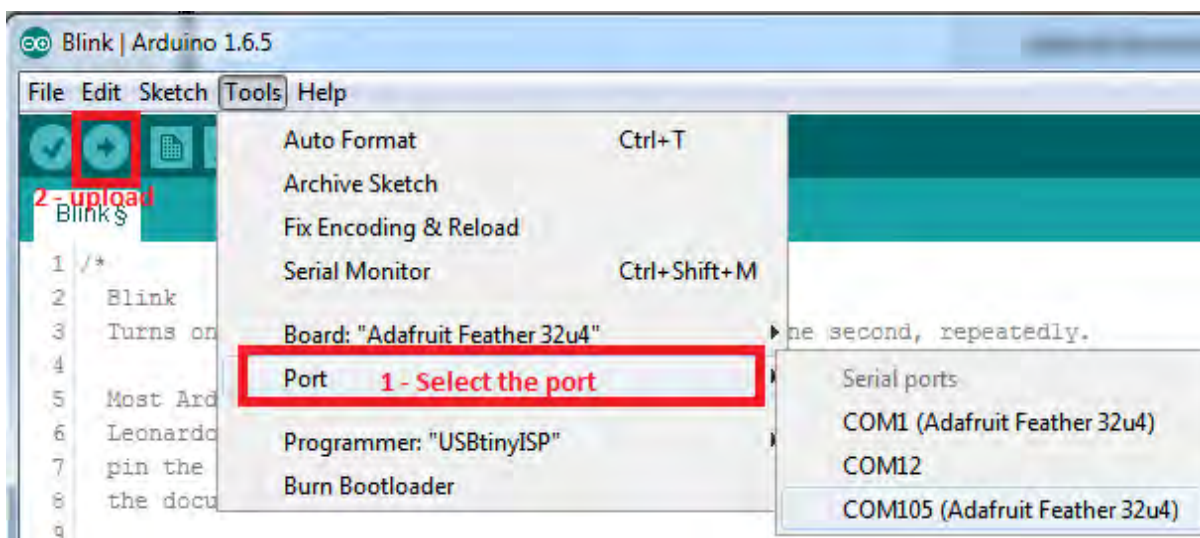 Blink | Arduino 1.6.5
File Edit Sketch Tools Help
2 - upload
Blink §
Auto Format Ctrl+T
Archive Sketch
Fix Encoding & Reload
Serial Monitor Ctrl+Shift+M
Board: "Adafruit Feather 32u4"
Port 1 - Select the port
Programmer: "USBtinyISP"
Burn Bootloader
Serial ports
COM1 (Adafruit Feather 32u4)
COM12
COM105 (Adafruit Feather 32u4)
1 /*
2 Blink
3 Turns on ne second, repeatedly.
4
5 Most Ard
6 Leonardo
7 pin the
8 the docu
9